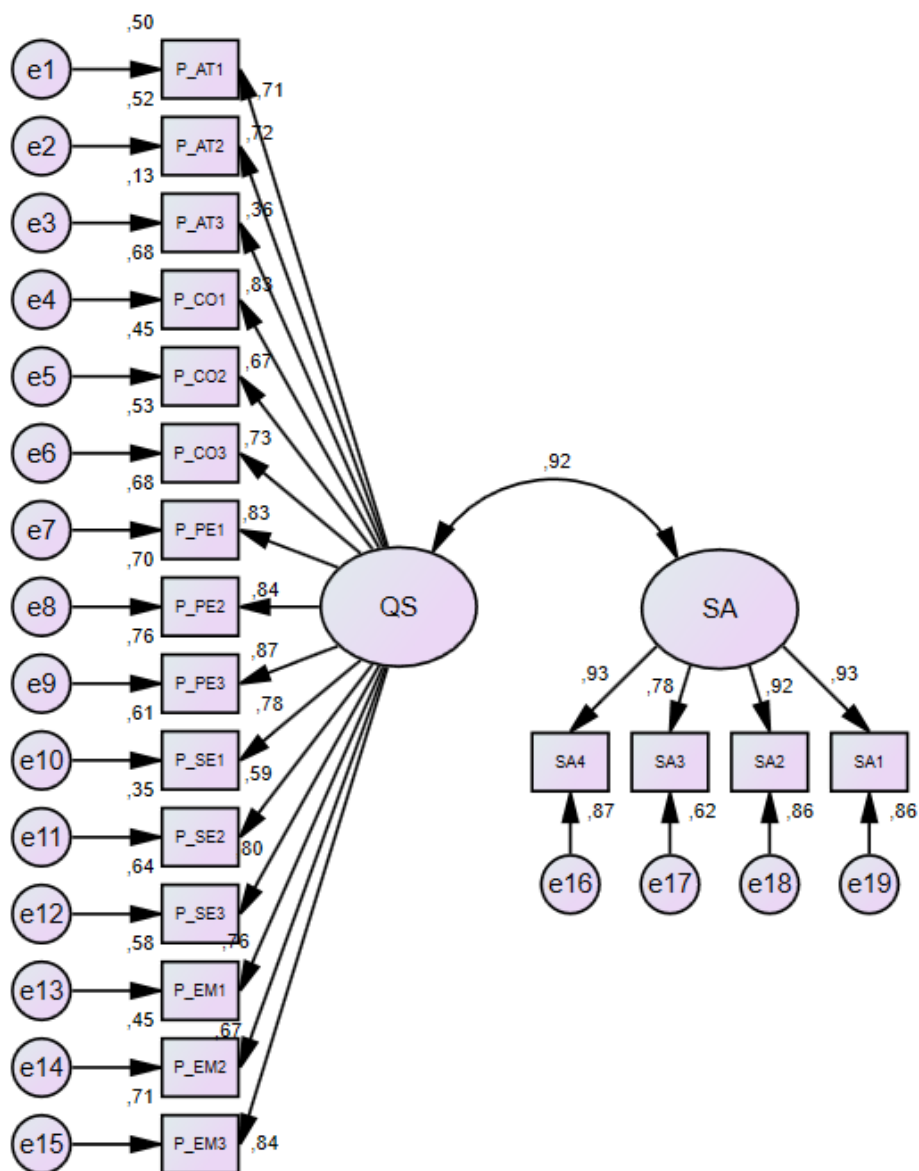 ,50
e1 P_AT1 ,71
,52
e2 P_AT2 ,72
,13
e3 P_AT3 ,36
,68
e4 P_CO1 ,83
,45
e5 P_CO2 ,67
,53
e6 P_CO3 ,73
,68
e7 P_PE1 ,83
,70
e8 P_PE2 ,84
,76
e9 P_PE3 ,87
,61
e10 P_SE1 ,78
,35
e11 P_SE2 ,59
,64
e12 P_SE3 80
,58
e13 P_EM1 ,76
,45
e14 P_EM2 ,67
,71
e15 P_EM3 ,84
QS ,92 SA
,93 ,78 ,92 ,93
SA4 SA3 SA2 SA1
,87 ,62 ,86 ,86
e16 e17 e18 e19